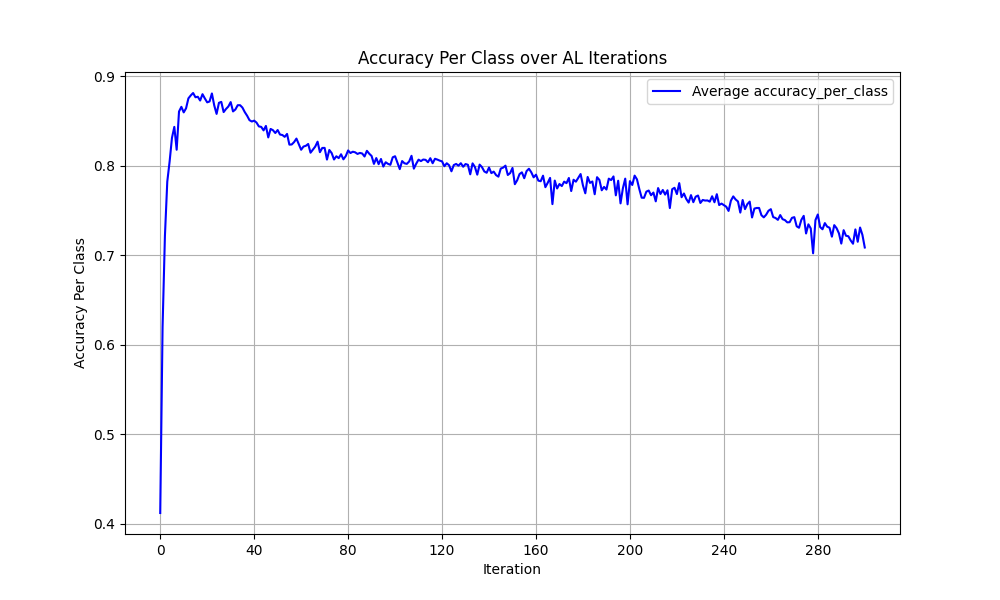 Accuracy Per Class over AL Iterations
Average accuracy_per_class
Accuracy Per Class
0.9
0.8
0.7
0.6
0.5
0.4
0 40 80 120 160 200 240 280
Iteration